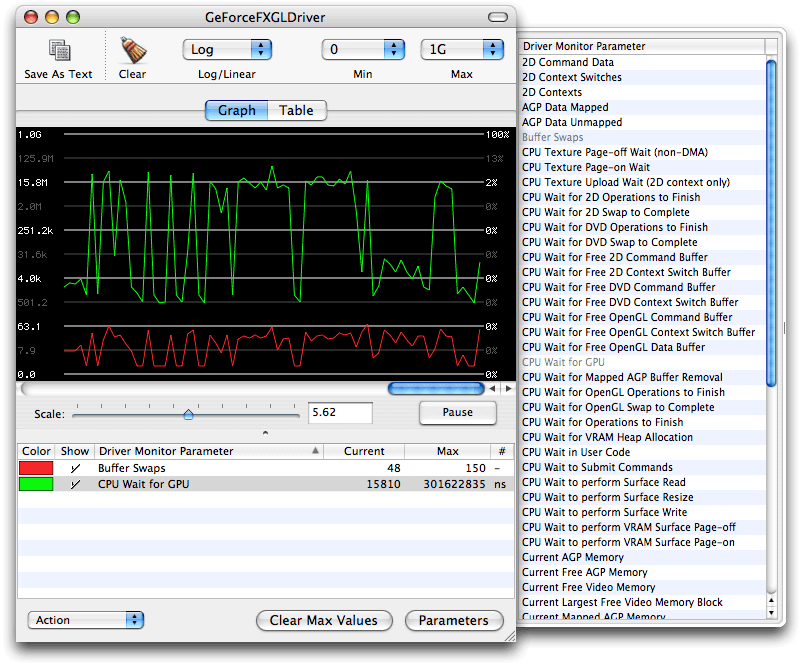 GeForceFXGLDriver
Save As Text
Clear
Log
Log/Linear
0
Min
1G
Max
Graph
Table
1.0G 100%
125.9M 13%
15.8M 2%
2.0M 0%
251.2k 0%
31.6k 0%
4.0k 0%
501.2 0%
63.1 0%
7.9 0%
0.0 0%
Scale:
5.62
Pause
Color Show Driver Monitor Parameter Current Max #
Buffer Swaps 48 150 -
CPU Wait for GPU 15810 301622835 ns
Action
Clear Max Values
Parameters
Driver Monitor Parameter
2D Command Data
2D Context Switches
2D Contexts
AGP Data Mapped
AGP Data Unmapped
Buffer Swaps
CPU Texture Page-off Wait (non-DMA)
CPU Texture Page-on Wait
CPU Texture Upload Wait (2D context only)
CPU Wait for 2D Operations to Finish
CPU Wait for 2D Swap to Complete
CPU Wait for DVD Operations to Finish
CPU Wait for DVD Swap to Complete
CPU Wait for Free 2D Command Buffer
CPU Wait for Free 2D Context Switch Buffer
CPU Wait for Free DVD Command Buffer
CPU Wait for Free DVD Context Switch Buffer
CPU Wait for Free OpenGL Command Buffer
CPU Wait for Free OpenGL Context Switch Buffer
CPU Wait for Free OpenGL Data Buffer
CPU Wait for GPU
CPU Wait for Mapped AGP Buffer Removal
CPU Wait for OpenGL Operations to Finish
CPU Wait for OpenGL Swap to Complete
CPU Wait for Operations to Finish
CPU Wait for VRAM Heap Allocation
CPU Wait in User Code
CPU Wait to Submit Commands
CPU Wait to perform Surface Read
CPU Wait to perform Surface Resize
CPU Wait to perform Surface Write
CPU Wait to perform VRAM Surface Page-off
CPU Wait to perform VRAM Surface Page-on
Current AGP Memory
Current Free AGP Memory
Current Free Video Memory
Current Largest Free Video Memory Block
Current Mapped AGP Memory